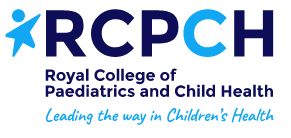 RCPCH
Royal College of
Paediatrics and Child Health
Leading the way in Children's Health